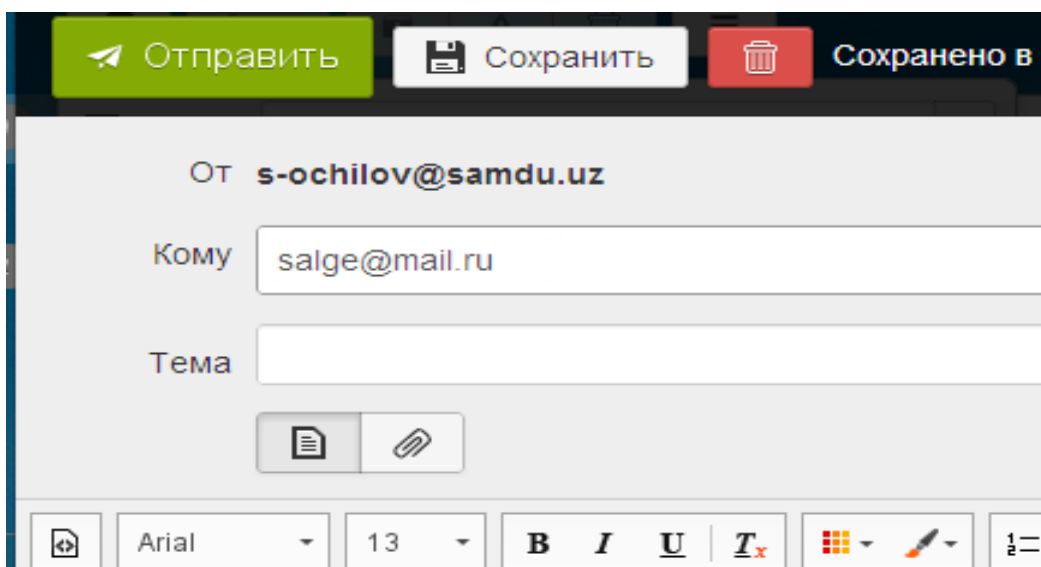 Отправить Сохранить Сохранено в
От s-ochilov@samdu.uz
Кому salge@mail.ru
Тема
Arial 13 B I U Tx